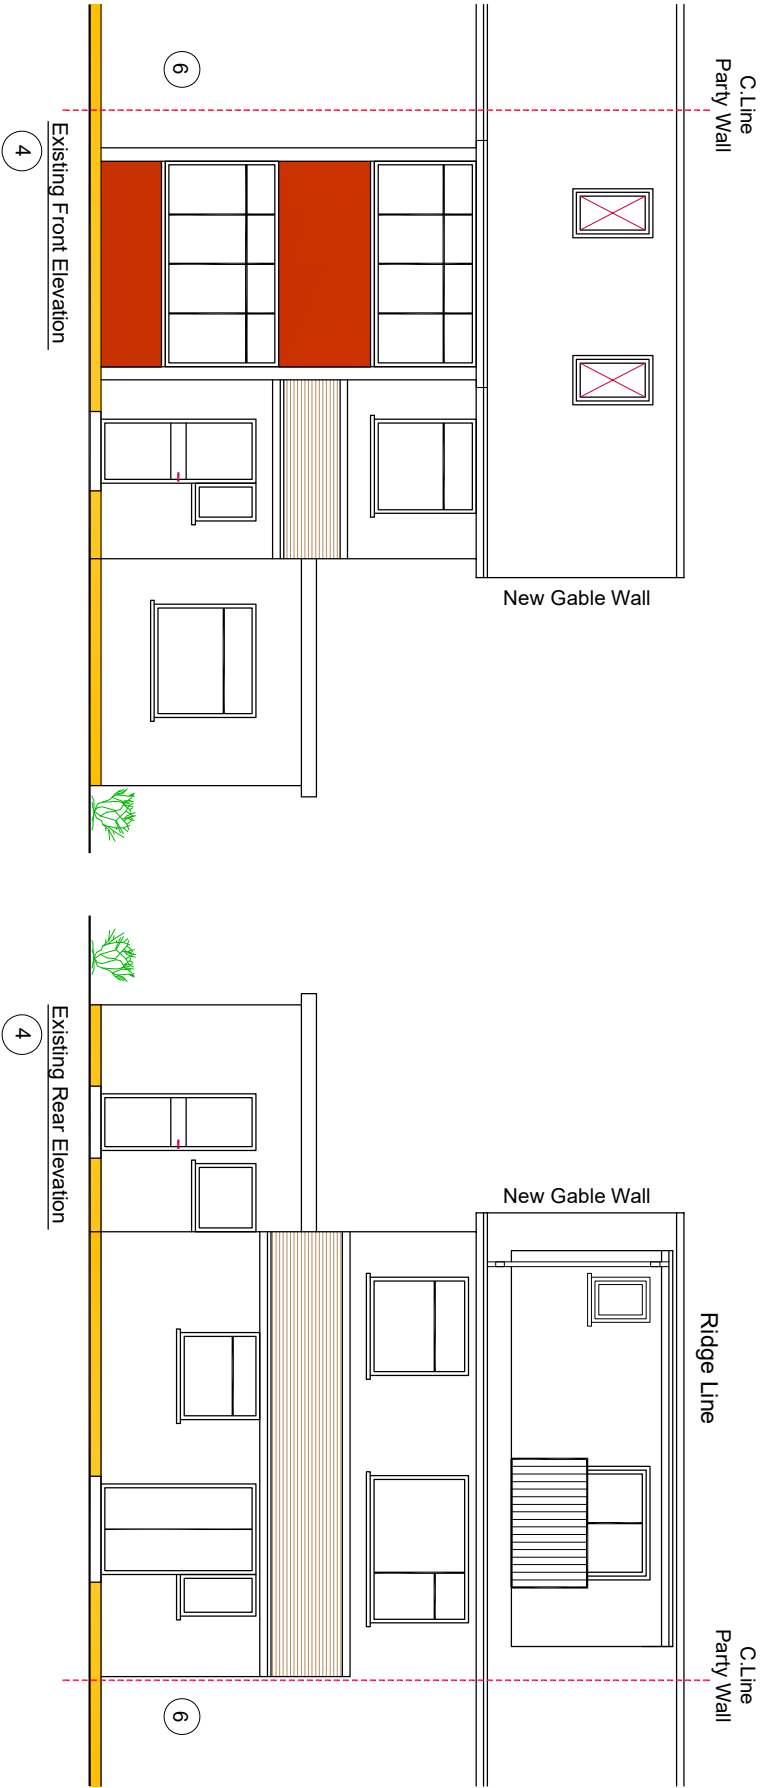 C.Line
Party Wall
6
New Gable Wall
Existing Front Elevation
4
New Gable Wall
Ridge Line
C.Line
Party Wall
6
Existing Rear Elevation
4